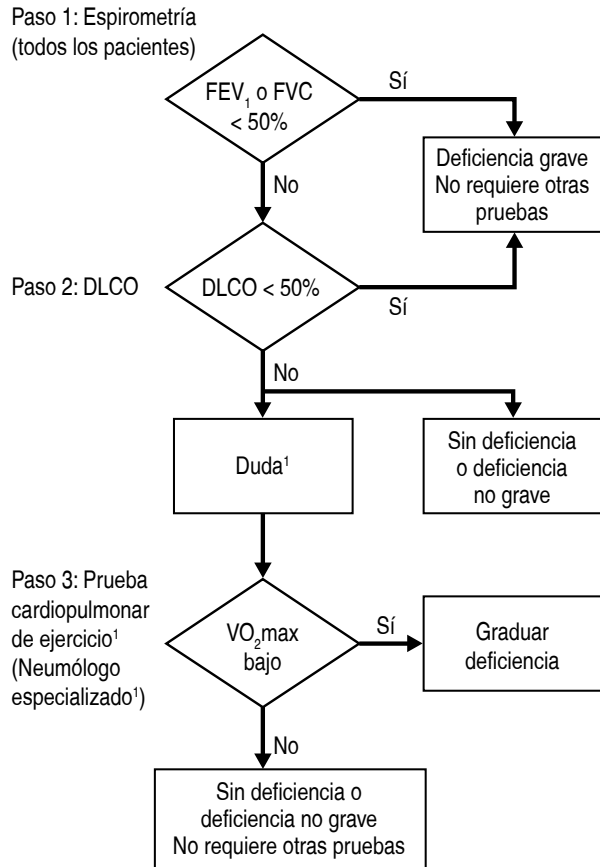 Paso 1: Espirometría
(todos los pacientes)
FEV₁ o FVC
< 50%
Sí
Deficiencia grave
No requiere otras
pruebas
No
Paso 2: DLCO
DLCO < 50%
Sí
No
Duda¹
Sin deficiencia
o deficiencia
no grave
Paso 3: Prueba
cardiopulmonar
de ejercicio¹
(Neumólogo
especializado¹)
VO₂max
bajo
Sí
Graduar
deficiencia
No
Sin deficiencia o
deficiencia no grave
No requiere otras pruebas